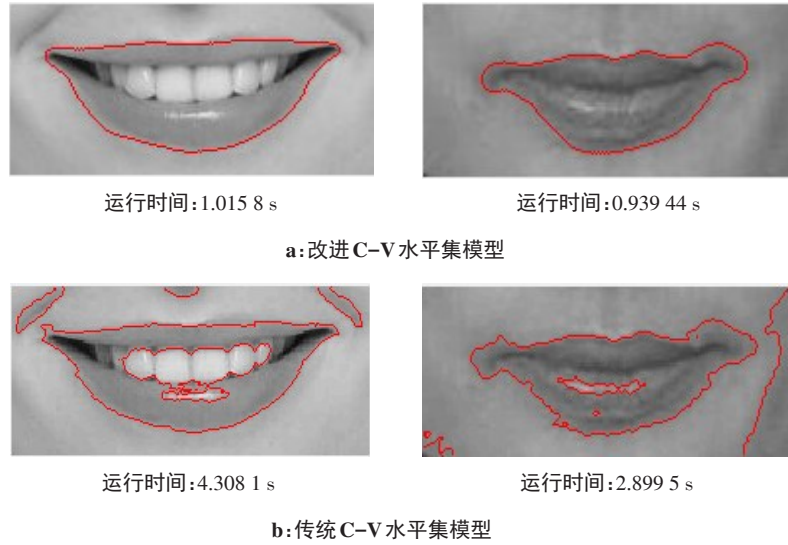 运行时间:1.015 8 s
运行时间:0.939 44 s
a:改进C-V水平集模型
运行时间:4.308 1 s
运行时间:2.899 5 s
b:传统C-V水平集模型